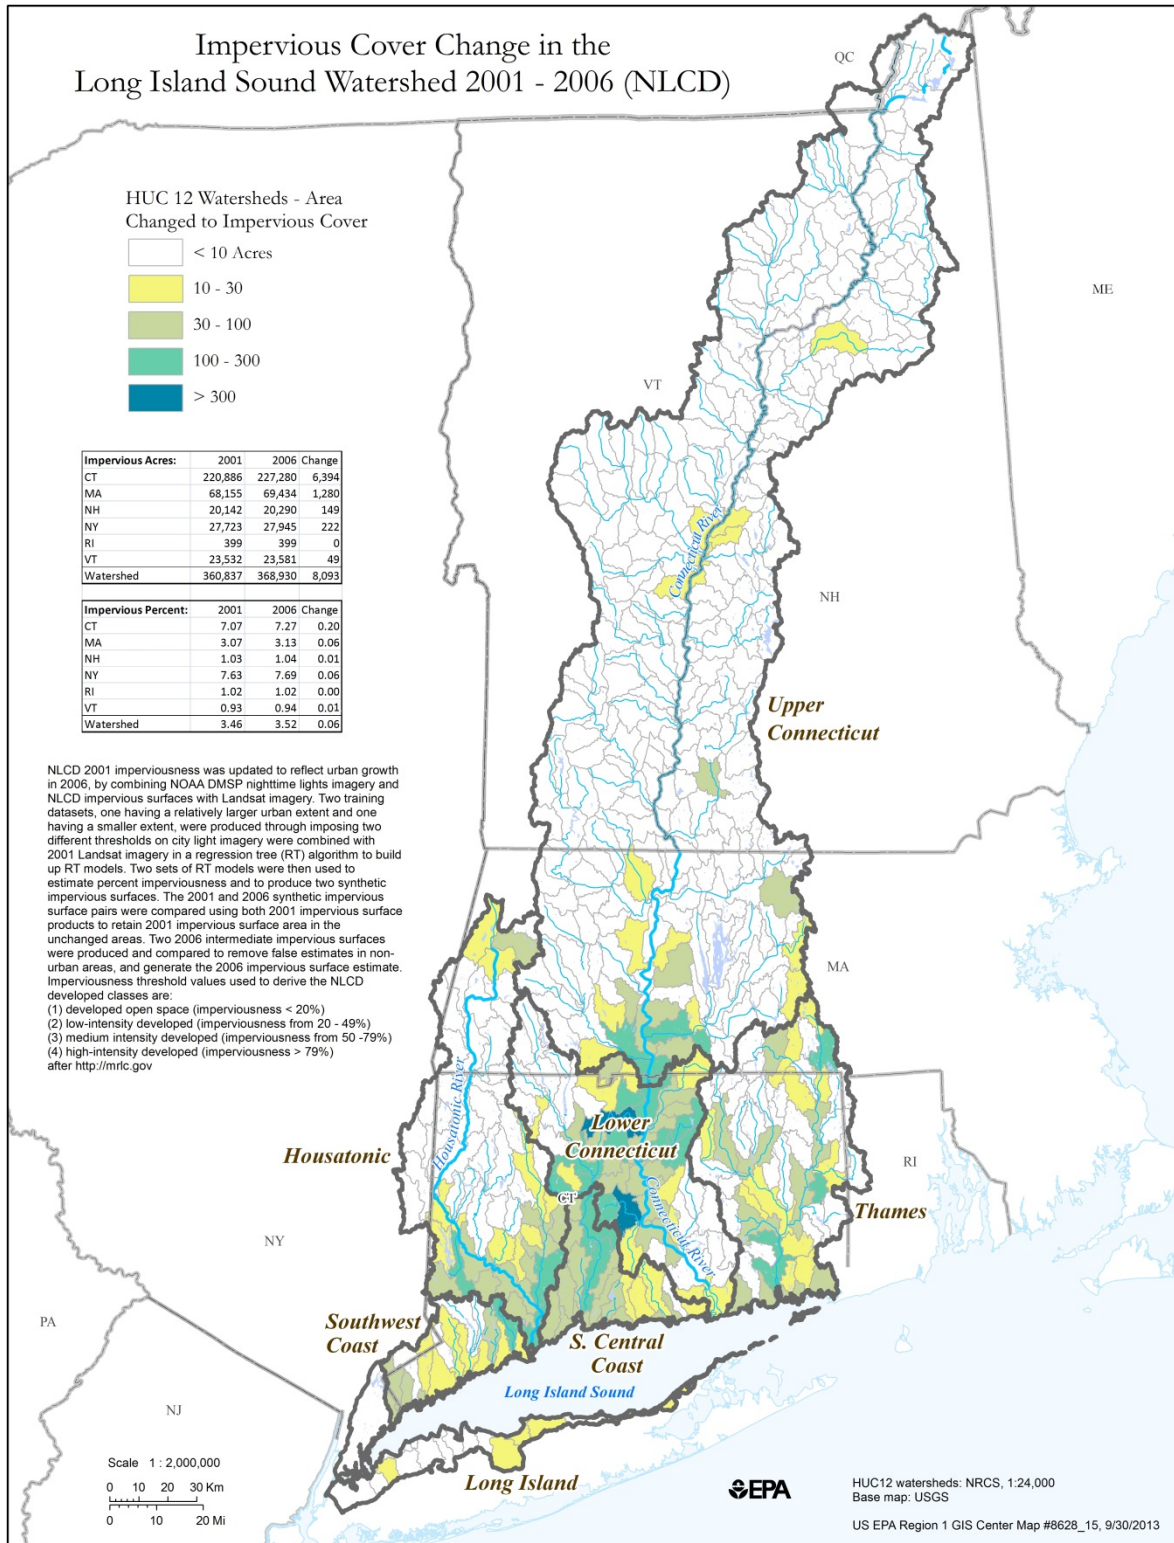 Impervious Cover Change in the
Long Island Sound Watershed 2001 - 2006 (NLCD)
QC
HUC 12 Watersheds - Area
Changed to Impervious Cover
< 10 Acres
10 - 30
30 - 100
100 - 300
> 300
ME
VT
Impervious Acres: 2001 2006 Change
CT 220,886 227,280 6,394
MA 68,155 69,434 1,280
NH 20,142 20,290 149
NY 27,723 27,945 222
RI 399 399 0
VT 23,532 23,581 49
Watershed 360,837 368,930 8,093
Impervious Percent: 2001 2006 Change
CT 7.07 7.27 0.20
MA 3.07 3.13 0.06
NH 1.03 1.04 0.01
NY 7.63 7.69 0.06
RI 1.02 1.02 0.00
VT 0.93 0.94 0.01
Watershed 3.46 3.52 0.06
Connecticut River
NH
Upper
Connecticut
NLCD 2001 imperviousness was updated to reflect urban growth
in 2006, by combining NOAA DMSP nighttime lights imagery and
NLCD impervious surfaces with Landsat imagery. Two training
datasets, one having a relatively larger urban extent and one
having a smaller extent, were produced through imposing two
different thresholds on city light imagery were combined with
2001 Landsat imagery in a regression tree (RT) algorithm to build
up RT models. Two sets of RT models were then used to
estimate percent imperviousness and to produce two synthetic
impervious surfaces. The 2001 and 2006 synthetic impervious
surface pairs were compared using both 2001 impervious surface
products to retain 2001 impervious surface area in the
unchanged areas. Two 2006 intermediate impervious surfaces
were produced and compared to remove false estimates in non-
urban areas, and generate the 2006 impervious surface estimate.
Imperviousness threshold values used to derive the NLCD
developed classes are:
(1) developed open space (imperviousness < 20%)
(2) low-intensity developed (imperviousness from 20 - 49%)
(3) medium intensity developed (imperviousness from 50 -79%)
(4) high-intensity developed (imperviousness > 79%)
after http://mrlc.gov
MA
Housatonic River
Housatonic
Lower
Connecticut
RI
CT
Connecticut River
Thames
NY
PA
Southwest
Coast
S. Central
Coast
Long Island Sound
NJ
Long Island
Scale 1 : 2,000,000
0 10 20 30 Km
0 10 20 Mi
EPA
HUC12 watersheds: NRCS, 1:24,000
Base map: USGS
US EPA Region 1 GIS Center Map #8628_15, 9/30/2013